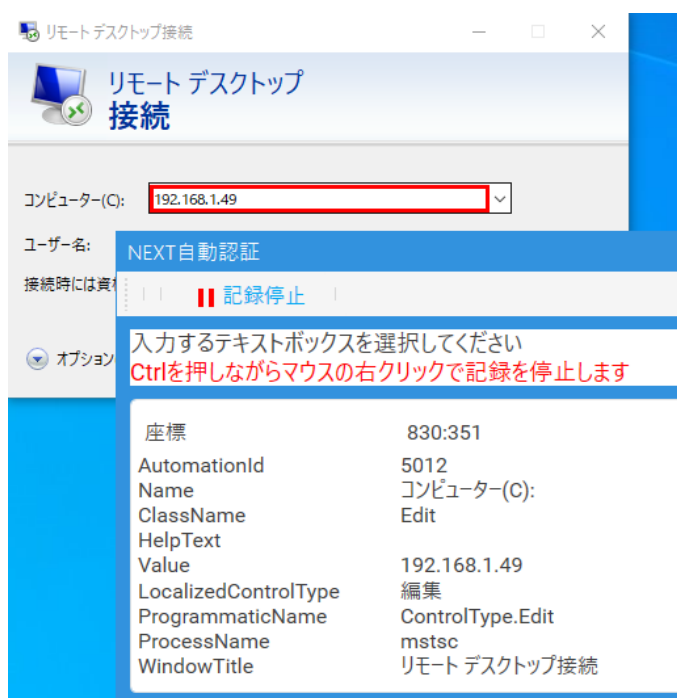 リモート デスクトップ接続
リモート デスクトップ
接続
コンピューター(C):
192.168.1.49
ユーザー名:
接続時には資
オプション
NEXT自動認証
記録停止
入力するテキストボックスを選択してください
Ctrlを押しながらマウスの右クリックで記録を停止します
座標 830:351
AutomationId 5012
Name コンピューター(C):
ClassName Edit
HelpText
Value 192.168.1.49
LocalizedControlType 編集
ProgrammaticName ControlType.Edit
ProcessName mstsc
WindowTitle リモート デスクトップ接続